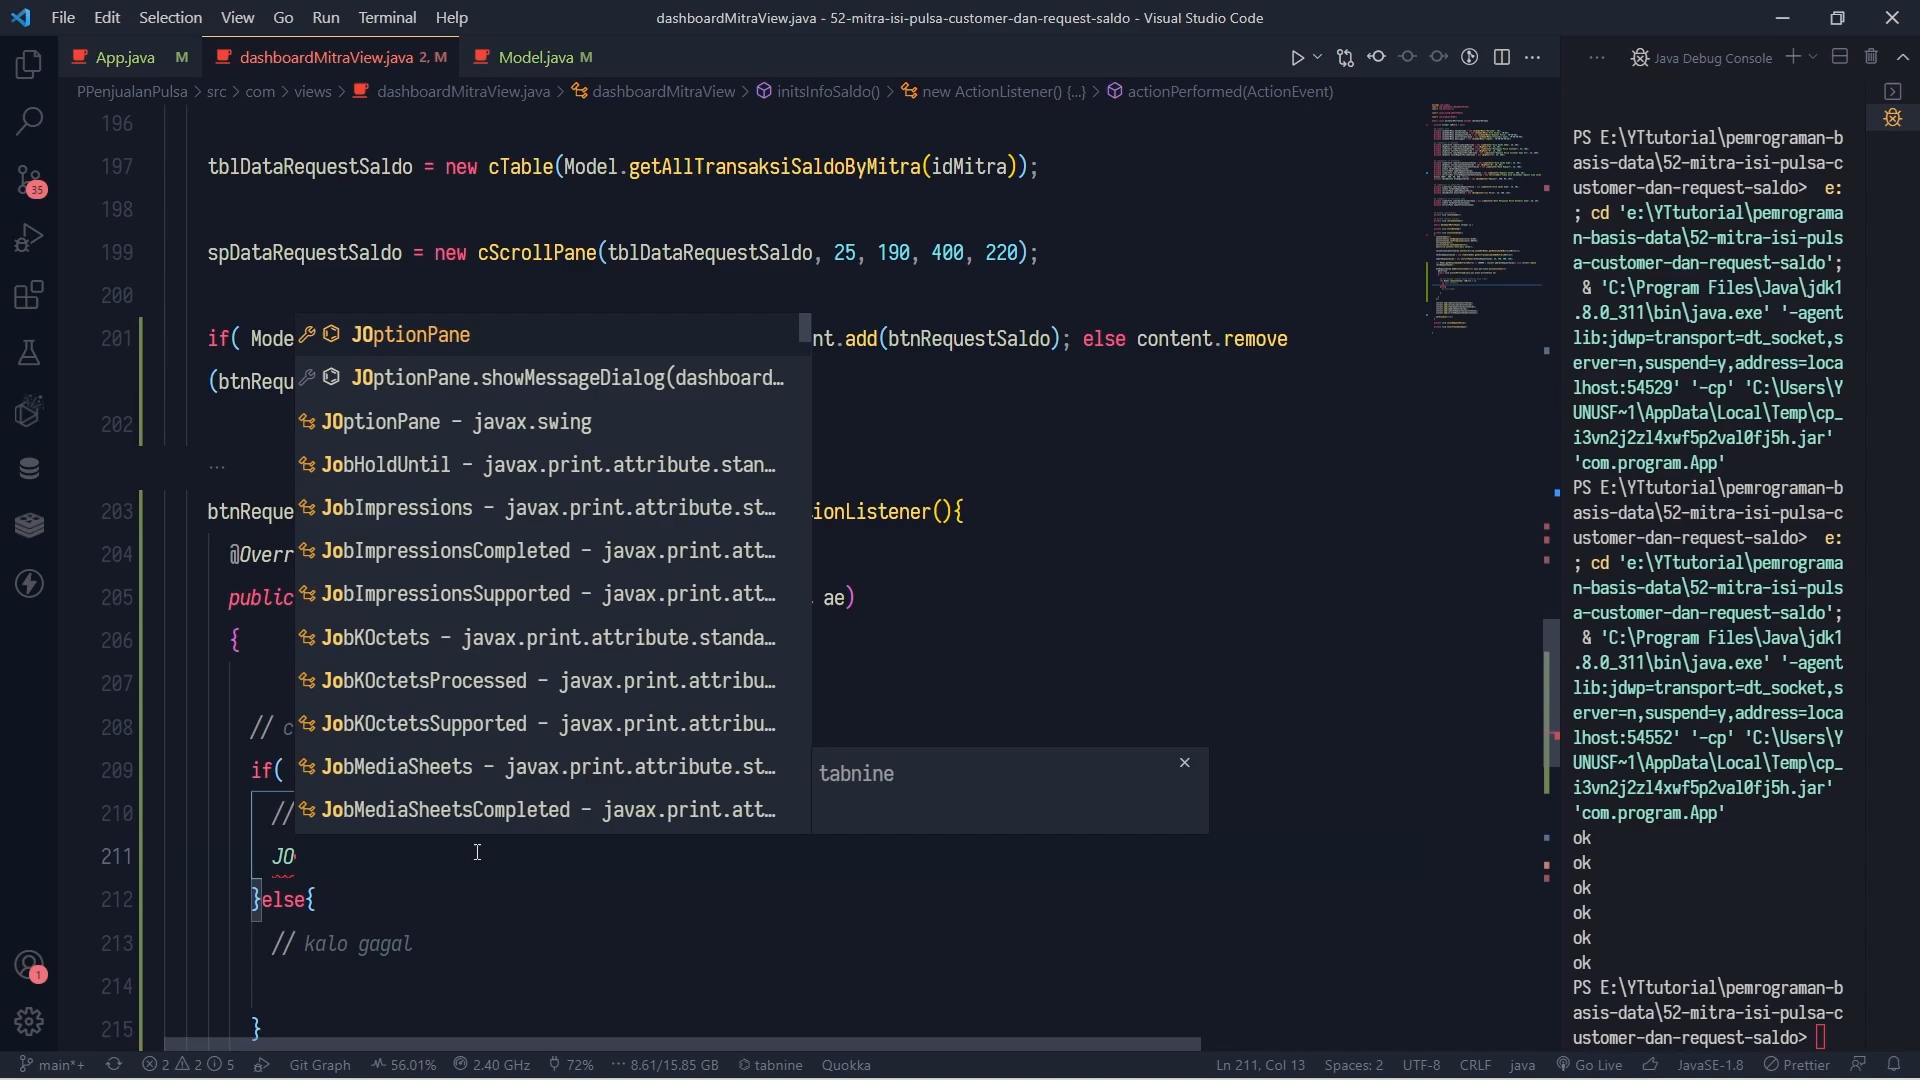 File Edit Selection View Go Run Terminal Help
dashboardMitraView.java - 52-mitra-isi-pulsa-customer-dan-request-saldo - Visual Studio Code
App.java M dashboardMitraView.java 2, M Model.java M
Java Debug Console
PPenjualanPulsa > src > com > views > dashboardMitraView.java > dashboardMitraView > initsInfoSaldo() > new ActionListener() {...} > actionPerformed(ActionEvent)
196
197 tblDataRequestSaldo = new cTable(Model.getAllTransaksiSaldoByMitra(idMitra));
198
199 spDataRequestSaldo = new cScrollPane(tblDataRequestSaldo, 25, 190, 400, 220);
200
201 if( Mode nt.add(btnRequestSaldo); else content.remove
(btnRequ
202
...
203 btnReque ionListener(){
204 @Overr
205 public ae)
206 {
207
208 // c
209 if(
210 //
211 JO
212 }else{
213 // kalo gagal
214
215 }
JOptionPane
JOptionPane.showMessageDialog(dashboard...
JOptionPane - javax.swing
JobHoldUntil - javax.print.attribute.stan...
JobImpressions - javax.print.attribute.st...
JobImpressionsCompleted - javax.print.att...
JobImpressionsSupported - javax.print.att...
JobKOctets - javax.print.attribute.standa...
JobKOctetsProcessed - javax.print.attribu...
JobKOctetsSupported - javax.print.attribu...
JobMediaSheets - javax.print.attribute.st...
JobMediaSheetsCompleted - javax.print.att...
tabnine
PS E:\YTtutorial\pemrograman-b
asis-data\52-mitra-isi-pulsa-c
ustomer-dan-request-saldo> e:
; cd 'e:\YTtutorial\pemrograma
n-basis-data\52-mitra-isi-puls
a-customer-dan-request-saldo';
& 'C:\Program Files\Java\jdk1
.8.0_311\bin\java.exe' '-agent
lib:jdwp=transport=dt_socket,s
erver=n,suspend=y,address=loca
lhost:54529' '-cp' 'C:\Users\Y
UNUSF~1\AppData\Local\Temp\cp_
i3vn2j2zl4xwf5p2val0fj5h.jar'
'com.program.App'
PS E:\YTtutorial\pemrograman-b
asis-data\52-mitra-isi-pulsa-c
ustomer-dan-request-saldo> e:
; cd 'e:\YTtutorial\pemrograma
n-basis-data\52-mitra-isi-puls
a-customer-dan-request-saldo';
& 'C:\Program Files\Java\jdk1
.8.0_311\bin\java.exe' '-agent
lib:jdwp=transport=dt_socket,s
erver=n,suspend=y,address=loca
lhost:54552' '-cp' 'C:\Users\Y
UNUSF~1\AppData\Local\Temp\cp_
i3vn2j2zl4xwf5p2val0fj5h.jar'
'com.program.App'
ok
ok
ok
ok
ok
ok
PS E:\YTtutorial\pemrograman-b
asis-data\52-mitra-isi-pulsa-c
ustomer-dan-request-saldo>
35
1
main*+ 2 2 5 Git Graph 56.01% 2.40 GHz 72% 8.61/15.85 GB tabnine Quokka
Ln 211, Col 13 Spaces: 2 UTF-8 CRLF java Go Live JavaSE-1.8 Prettier